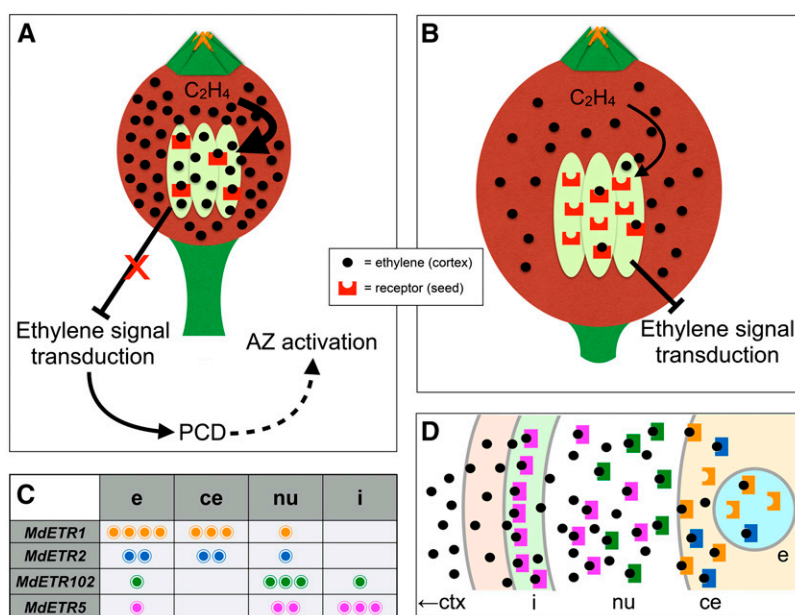 A
C₂H₄
Ethylene signal
transduction
AZ activation
PCD
B
C₂H₄
Ethylene signal
transduction
= ethylene (cortex)
= receptor (seed)
C
e ce nu i
MdETR1
MdETR2
MdETR102
MdETR5
D
←ctx i nu ce e